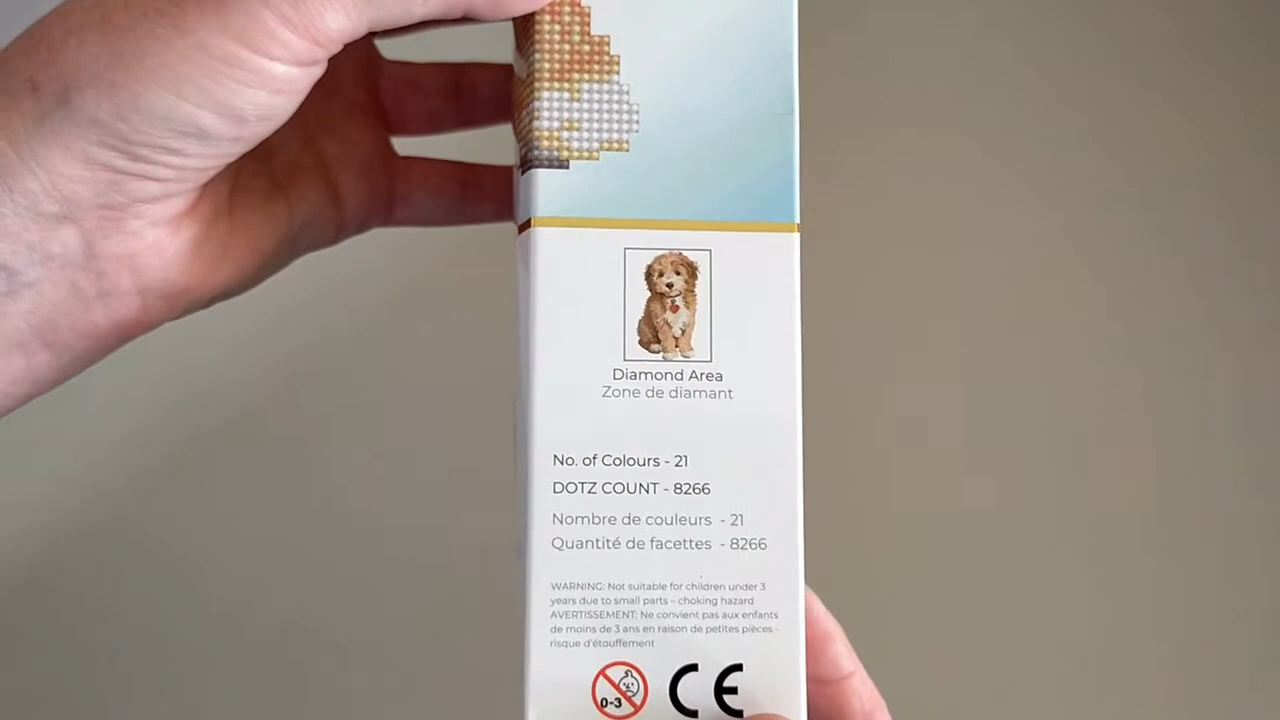 Diamond Area
Zone de diamant
No. of Colours - 21
DOTZ COUNT - 8266
Nombre de couleurs - 21
Quantité de facettes - 8266
WARNING: Not suitable for children under 3
years due to small parts – choking hazard
AVERTISSEMENT: Ne convient pas aux enfants
de moins de 3 ans en raison de petites pièces -
risque d'étouffement
0-3 CE